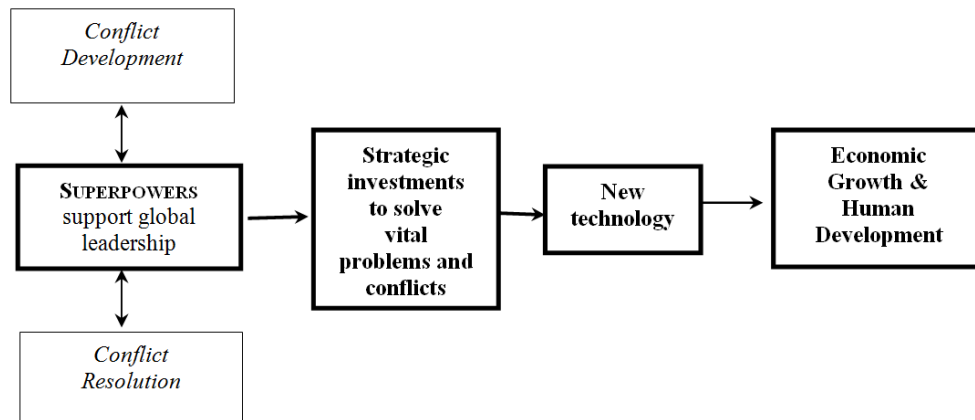 Conflict
Development
SUPERPOWERS
support global
leadership
Conflict
Resolution
Strategic
investments
to solve
vital
problems and
conflicts
New
technology
Economic
Growth &
Human
Development